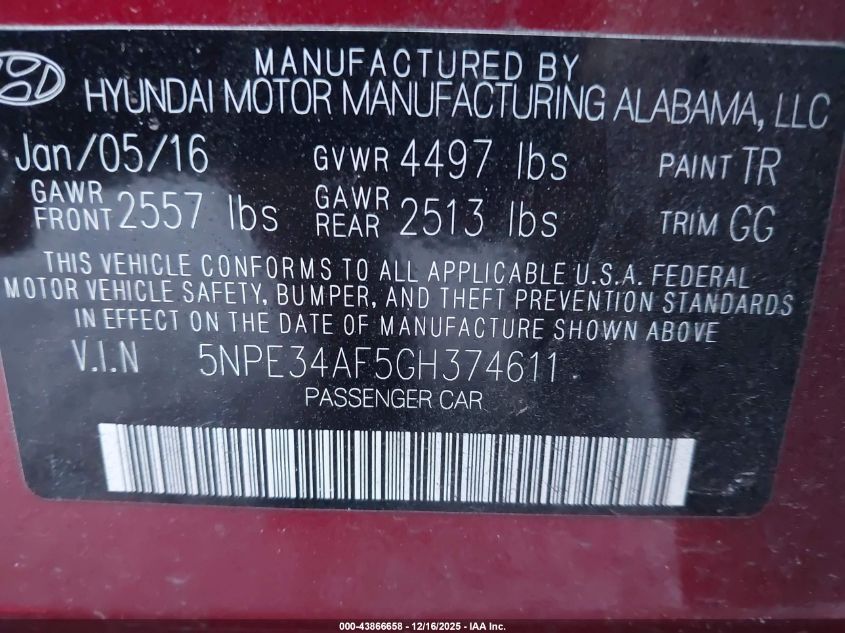 MANUFACTURED BY
HYUNDAI MOTOR MANUFACTURING ALABAMA, LLC
Jan/05/16 GVWR 4497 lbs PAINT TR
GAWR FRONT 2557 lbs GAWR REAR 2513 lbs TRIM GG
THIS VEHICLE CONFORMS TO ALL APPLICABLE U.S.A. FEDERAL
MOTOR VEHICLE SAFETY, BUMPER, AND THEFT PREVENTION STANDARDS
IN EFFECT ON THE DATE OF MANUFACTURE SHOWN ABOVE
V.I.N 5NPE34AF5GH374611
PASSENGER CAR
000-43866658 - 12/16/2025 - IAA Inc.